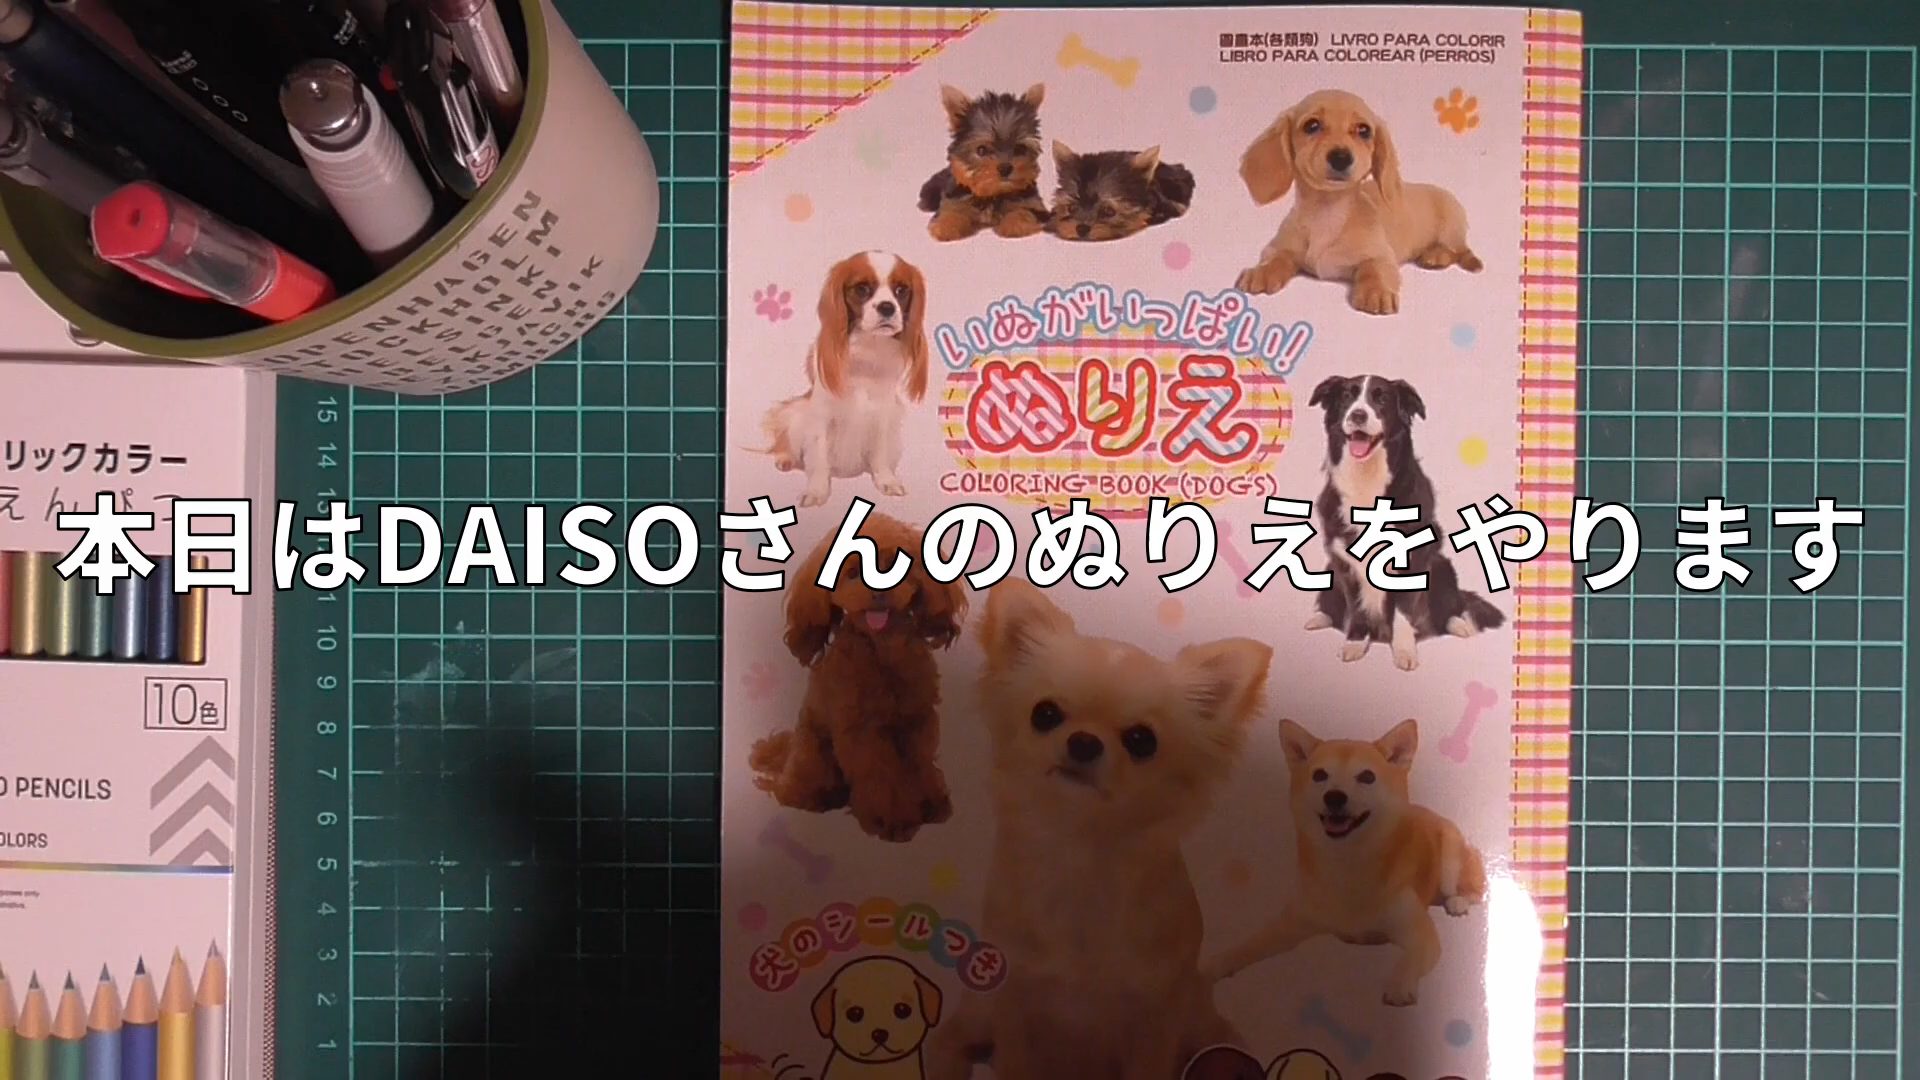 圖畫本(各類狗) LIVRO PARA COLORIR
LIBRO PARA COLOREAR (PERROS)
いぬがいっぱい!
ぬりえ
COLORING BOOK (DOGS)
本日はDAISOさんのぬりえをやります
犬のシールつき
リックカラー
えんぴつ
10色
PENCILS
OLORS
15
14
10
9
8
7
6
5
4
3
2
1